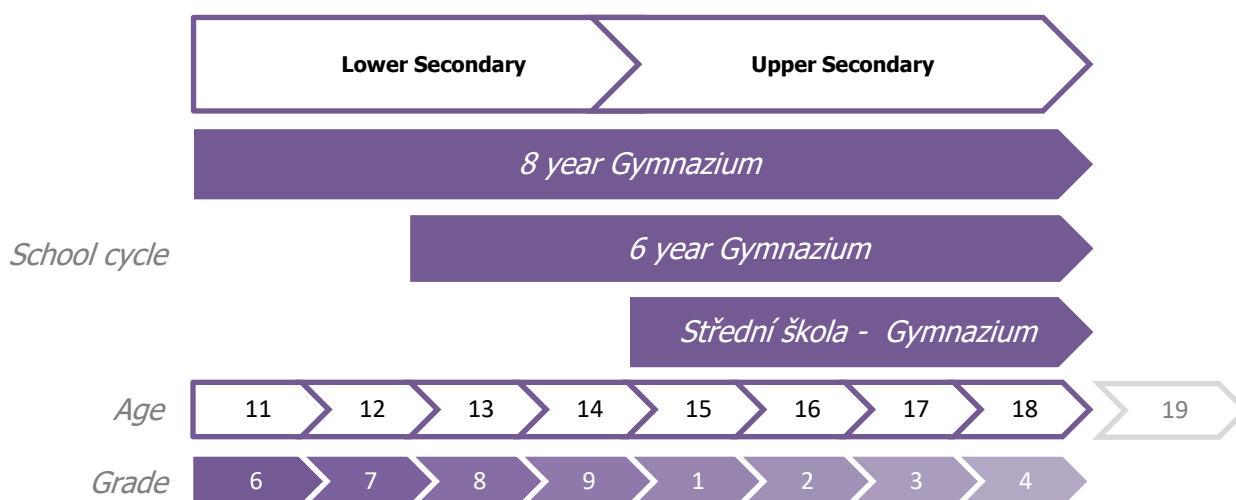 Lower Secondary Upper Secondary
8 year Gymnazium
School cycle 6 year Gymnazium
Střední škola - Gymnazium
Age 11 12 13 14 15 16 17 18 19
Grade 6 7 8 9 1 2 3 4